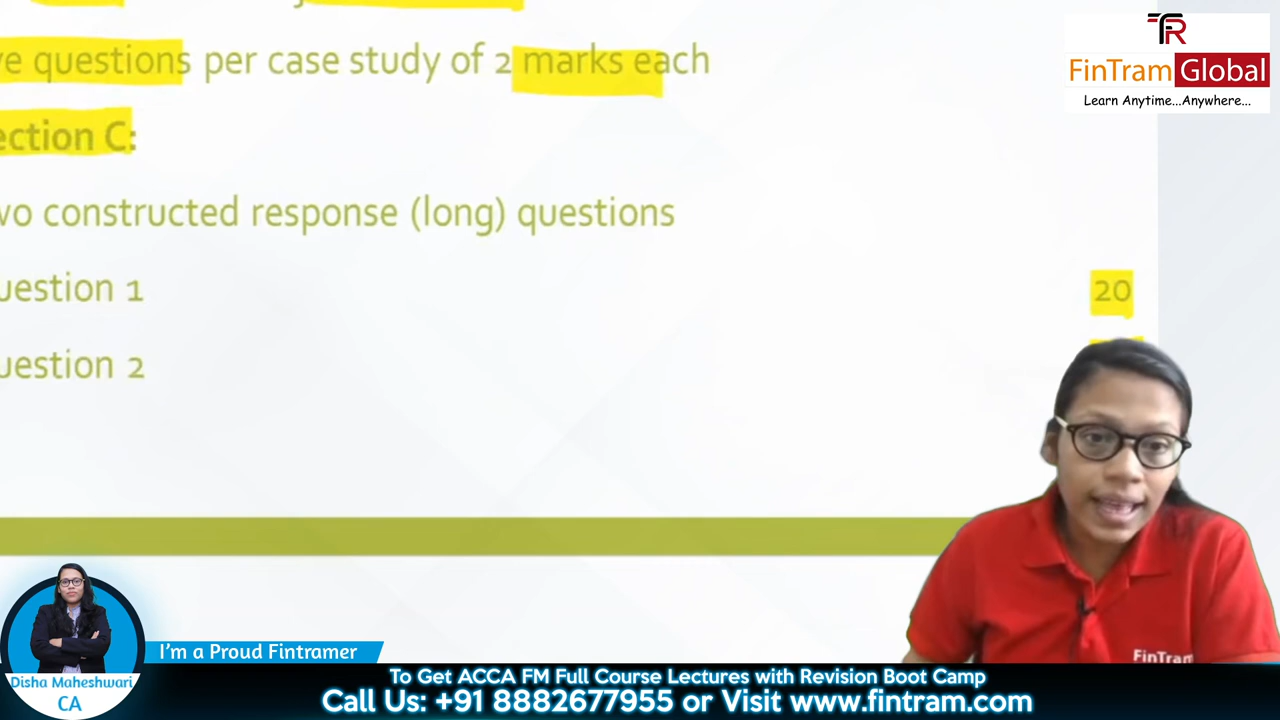 ve questions per case study of 2 marks each
ection C:
wo constructed response (long) questions
uestion 1
20
uestion 2
TR
FinTram Global
Learn Anytime...Anywhere...
FinTram
I'm a Proud Fintramer
Disha Maheshwari
CA
To Get ACCA FM Full Course Lectures with Revision Boot Camp
Call Us: +91 8882677955 or Visit www.fintram.com